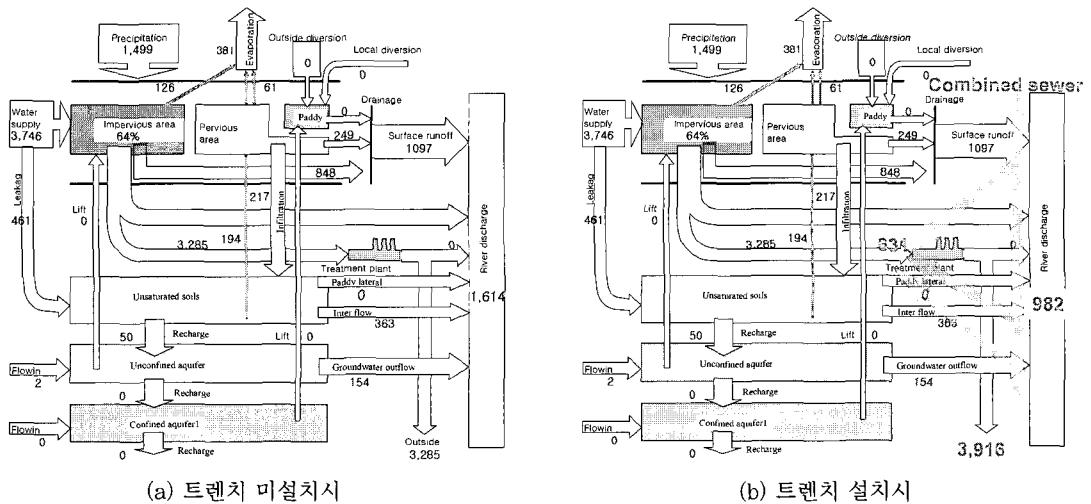 Precipitation
1,499
381
Evaporation
Outside diversion
0
Local diversion
0
126
61
Water
supply
3,746
Impervious area
64%
Pervious
area
Paddy
0
Drainage
249
Surface runoff
1097
848
Leakag
461
Lift
0
217
Infiltration
194
3,285
0
Treatment plant
Paddy lateral
0
Unsaturated soils
Inter flow
363
50
Recharge
Lift
0
Flowin
2
Unconfined aquifer
Groundwater outflow
154
0
Recharge
Flowin
0
Confined aquifer1
0
Recharge
Outside
3,285
River discharge
1,614
(a) 트렌치 미설치시
Precipitation
1,499
381
Evaporation
Outside diversion
0
Local diversion
0
Combined sewer
126
61
Water
supply
3,746
Impervious area
64%
Pervious
area
Paddy
0
Drainage
249
Surface runoff
1097
848
Leakag
461
Lift
0
217
Infiltration
194
3,285
0
Treatment plant
Paddy lateral
0
Unsaturated soils
Inter flow
363
50
Recharge
Lift
0
Flowin
2
Unconfined aquifer
Groundwater outflow
154
0
Recharge
Flowin
0
Confined aquifer1
0
Recharge
3,916
River discharge
982
(b) 트렌치 설치시